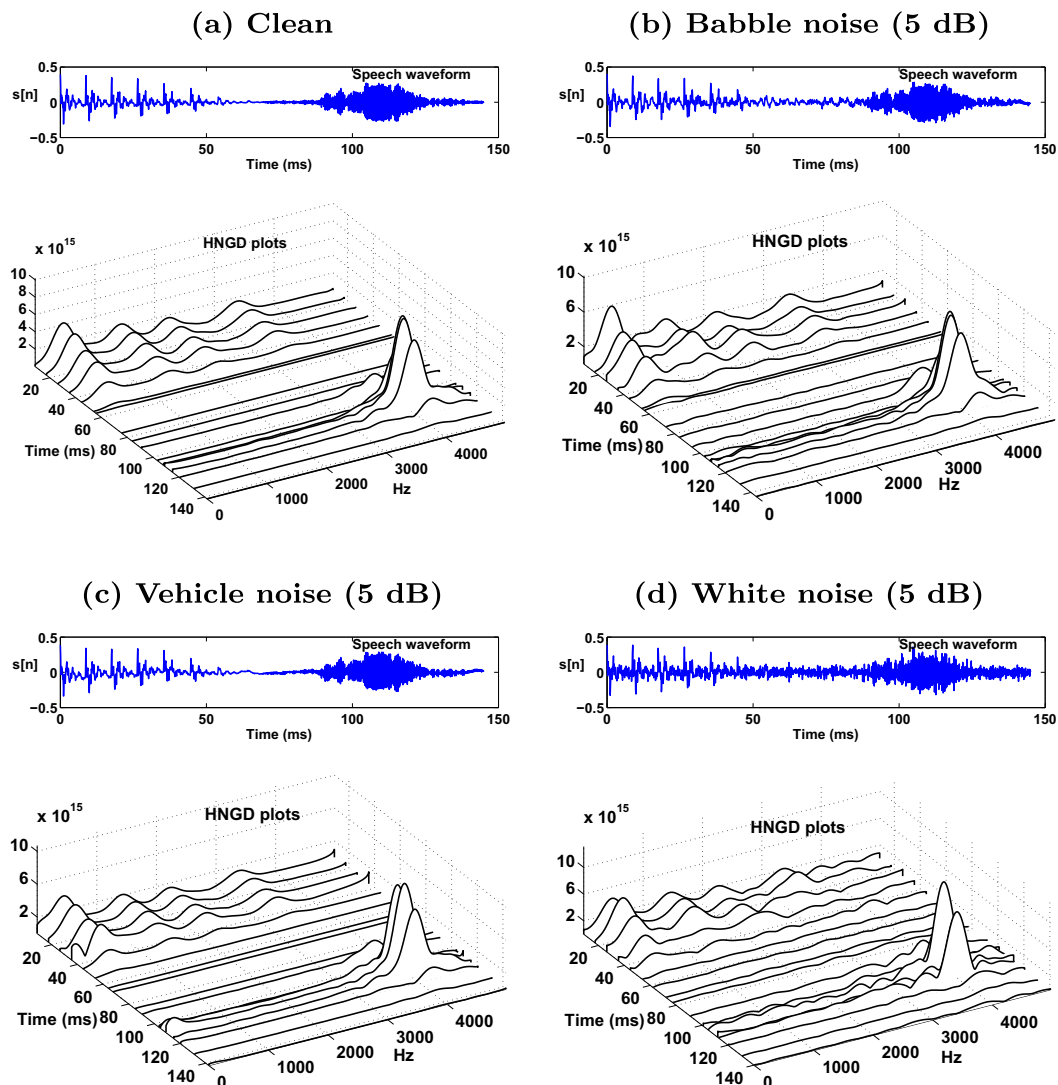 (a) Clean
0.5
Speech waveform
s[n]
0
−0.5
0
50
100
150
Time (ms)
x 10^15
HNGD plots
10
8
6
4
2
20
40
60
Time (ms)
80
100
120
140
0
1000
2000
3000
4000
Hz
(b) Babble noise (5 dB)
0.5
Speech waveform
s[n]
0
−0.5
0
50
100
150
Time (ms)
x 10^15
HNGD plots
10
6
2
20
40
60
Time (ms)
80
100
120
140
0
1000
2000
3000
4000
Hz
(c) Vehicle noise (5 dB)
0.5
Speech waveform
s[n]
0
−0.5
0
50
100
150
Time (ms)
x 10^15
HNGD plots
10
6
2
20
40
60
Time (ms)
80
100
120
140
0
1000
2000
3000
4000
Hz
(d) White noise (5 dB)
0.5
Speech waveform
s[n]
0
−0.5
0
50
100
150
Time (ms)
x 10^15
HNGD plots
10
6
2
20
40
60
Time (ms)
80
100
120
140
0
1000
2000
3000
4000
Hz